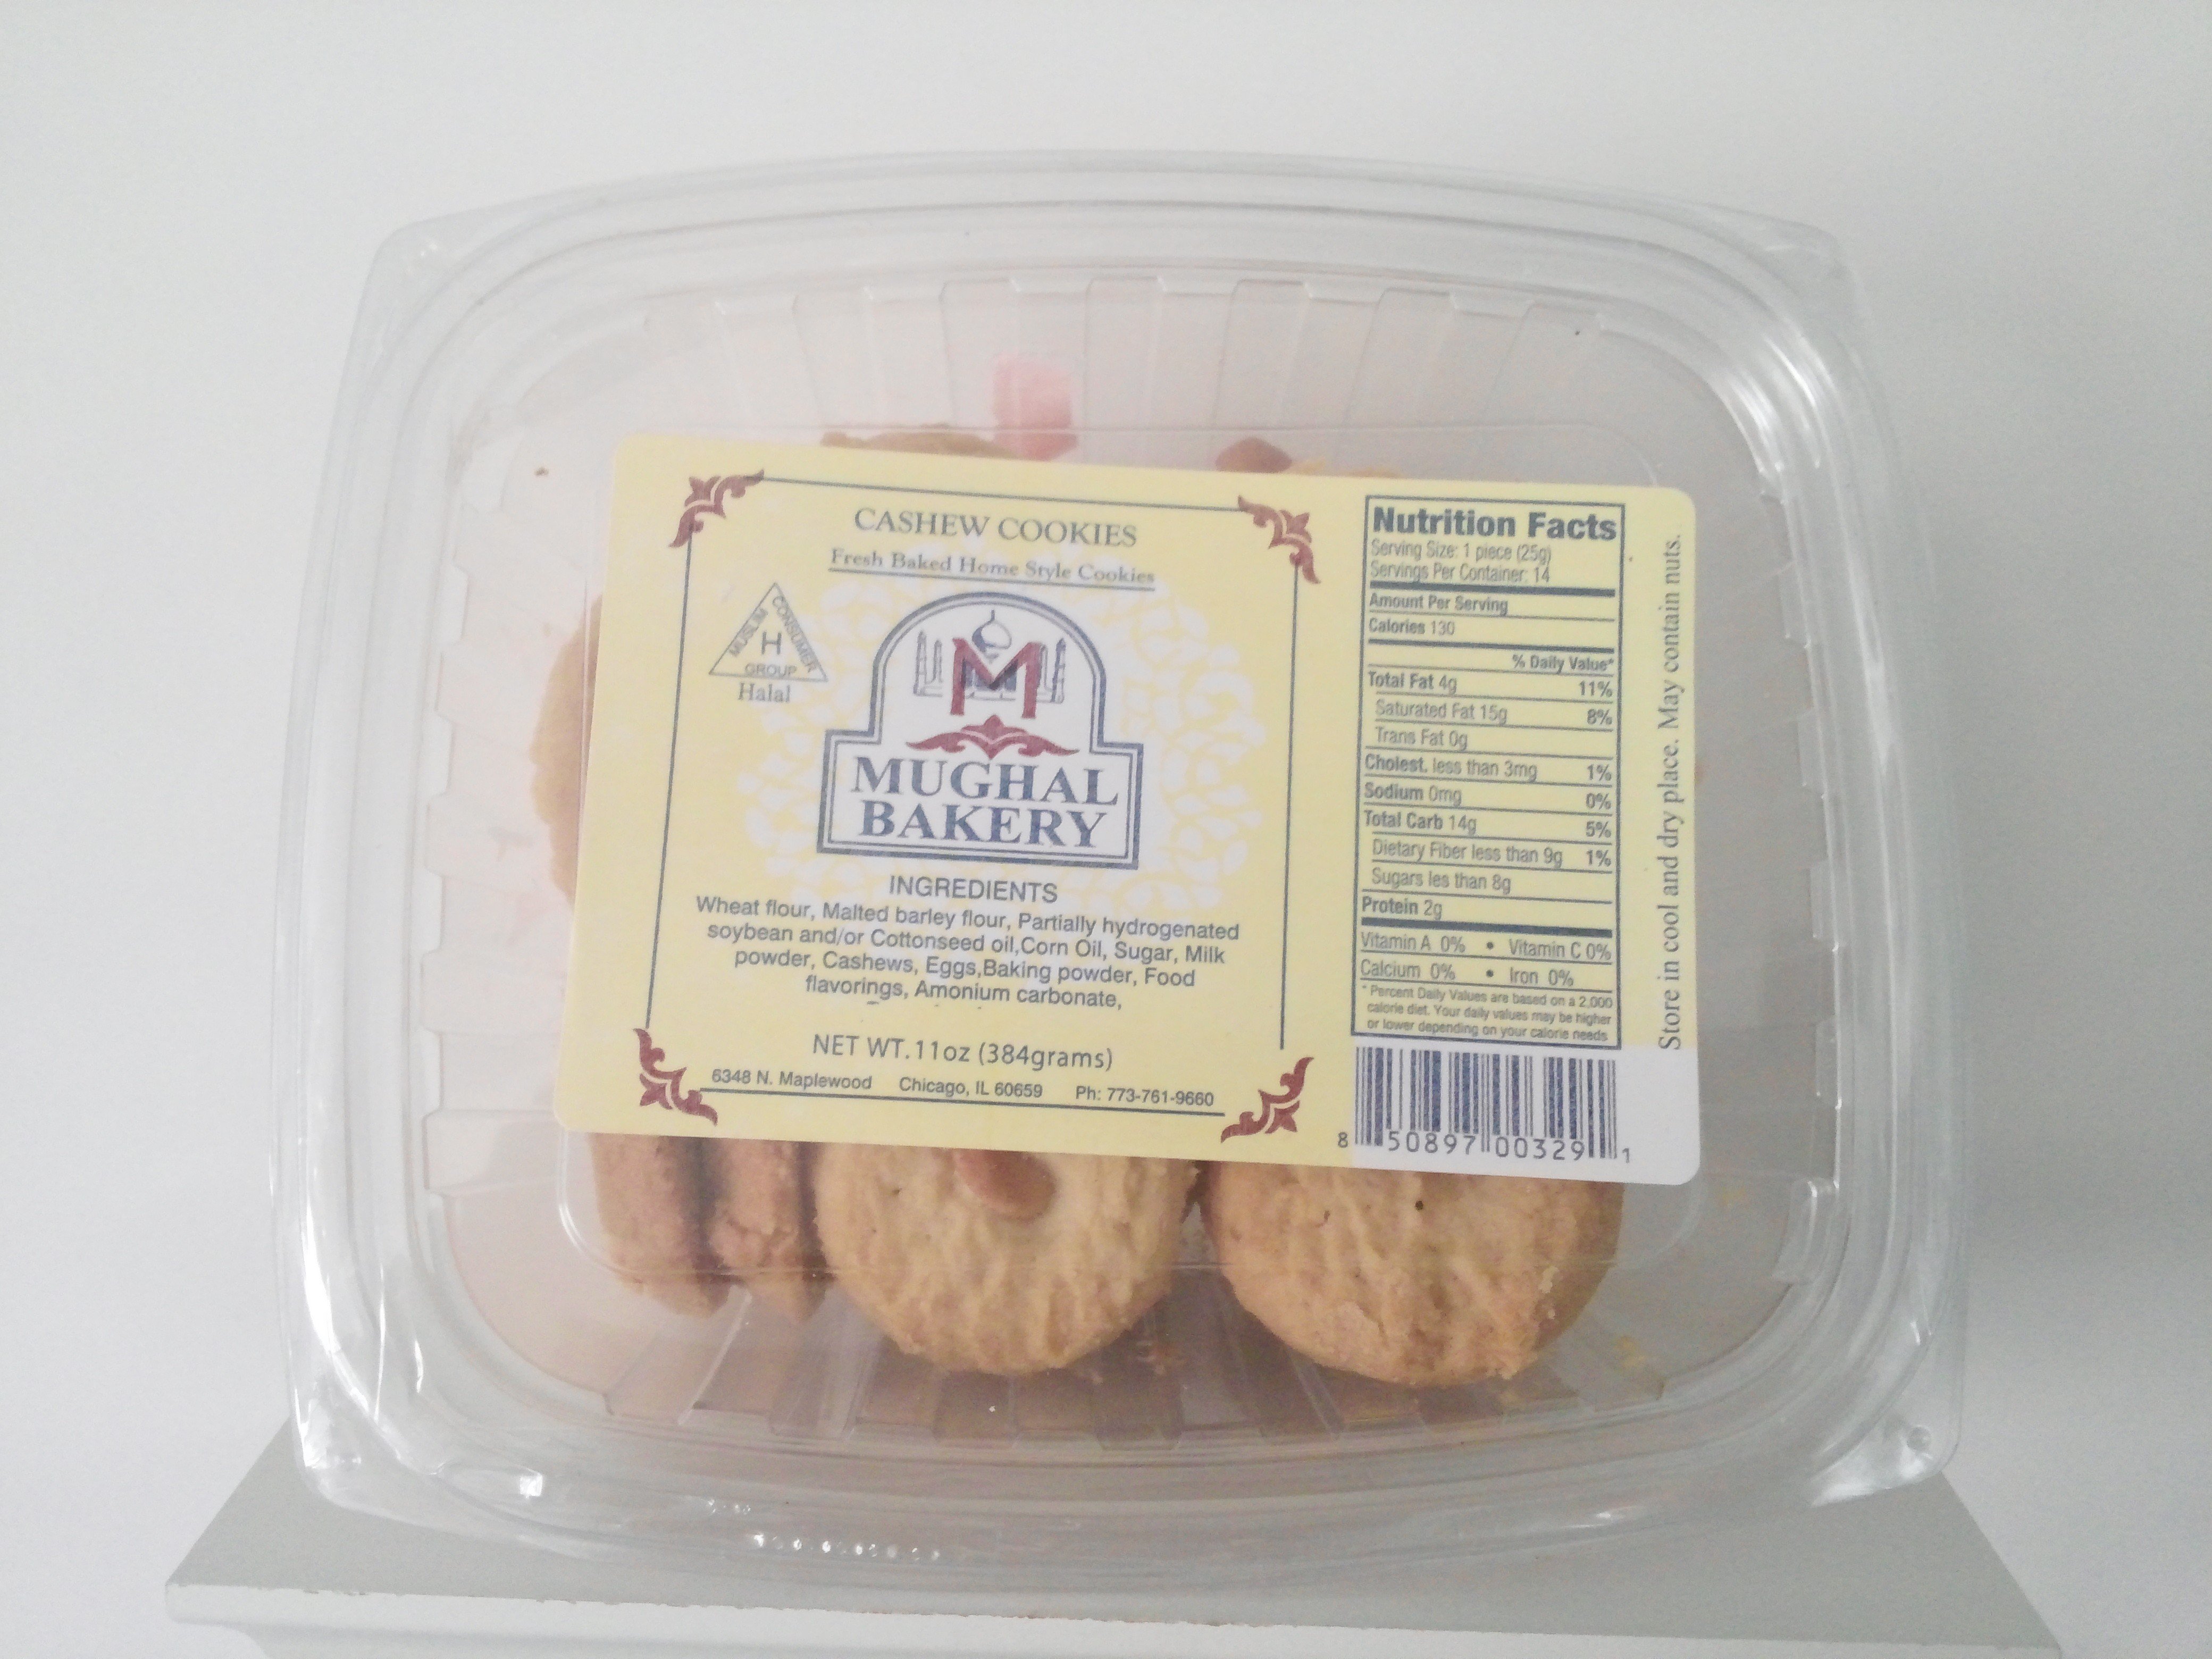 CASHEW COOKIES
Fresh Baked Home Style Cookies
MUSLIM CONSUMER GROUP
H
Halal
M
MUGHAL
BAKERY
INGREDIENTS
Wheat flour, Malted barley flour, Partially hydrogenated
soybean and/or Cottonseed oil,Corn Oil, Sugar, Milk
powder, Cashews, Eggs,Baking powder, Food
flavorings, Amonium carbonate,
NET WT.11oz (384grams)
6348 N. Maplewood Chicago, IL 60659 Ph: 773-761-9660
Nutrition Facts
Serving Size: 1 piece (25g)
Servings Per Container: 14
Amount Per Serving
Calories 130
% Daily Value*
Total Fat 4g 11%
Saturated Fat 15g 8%
Trans Fat 0g
Cholest. less than 3mg 1%
Sodium 0mg 0%
Total Carb 14g 5%
Dietary Fiber less than 9g 1%
Sugars les than 8g
Protein 2g
Vitamin A 0% • Vitamin C 0%
Calcium 0% • Iron 0%
* Percent Daily Values are based on a 2,000
calorie diet. Your daily values may be higher
or lower depending on your calorie needs
8 50897 00329 1
Store in cool and dry place. May contain nuts.